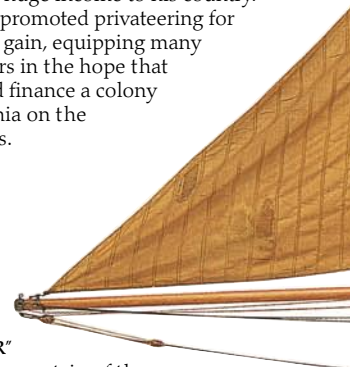 huge income to his country.
promoted privateering for
gain, equipping many
rs in the hope that
d finance a colony
nia on the
s.
R"